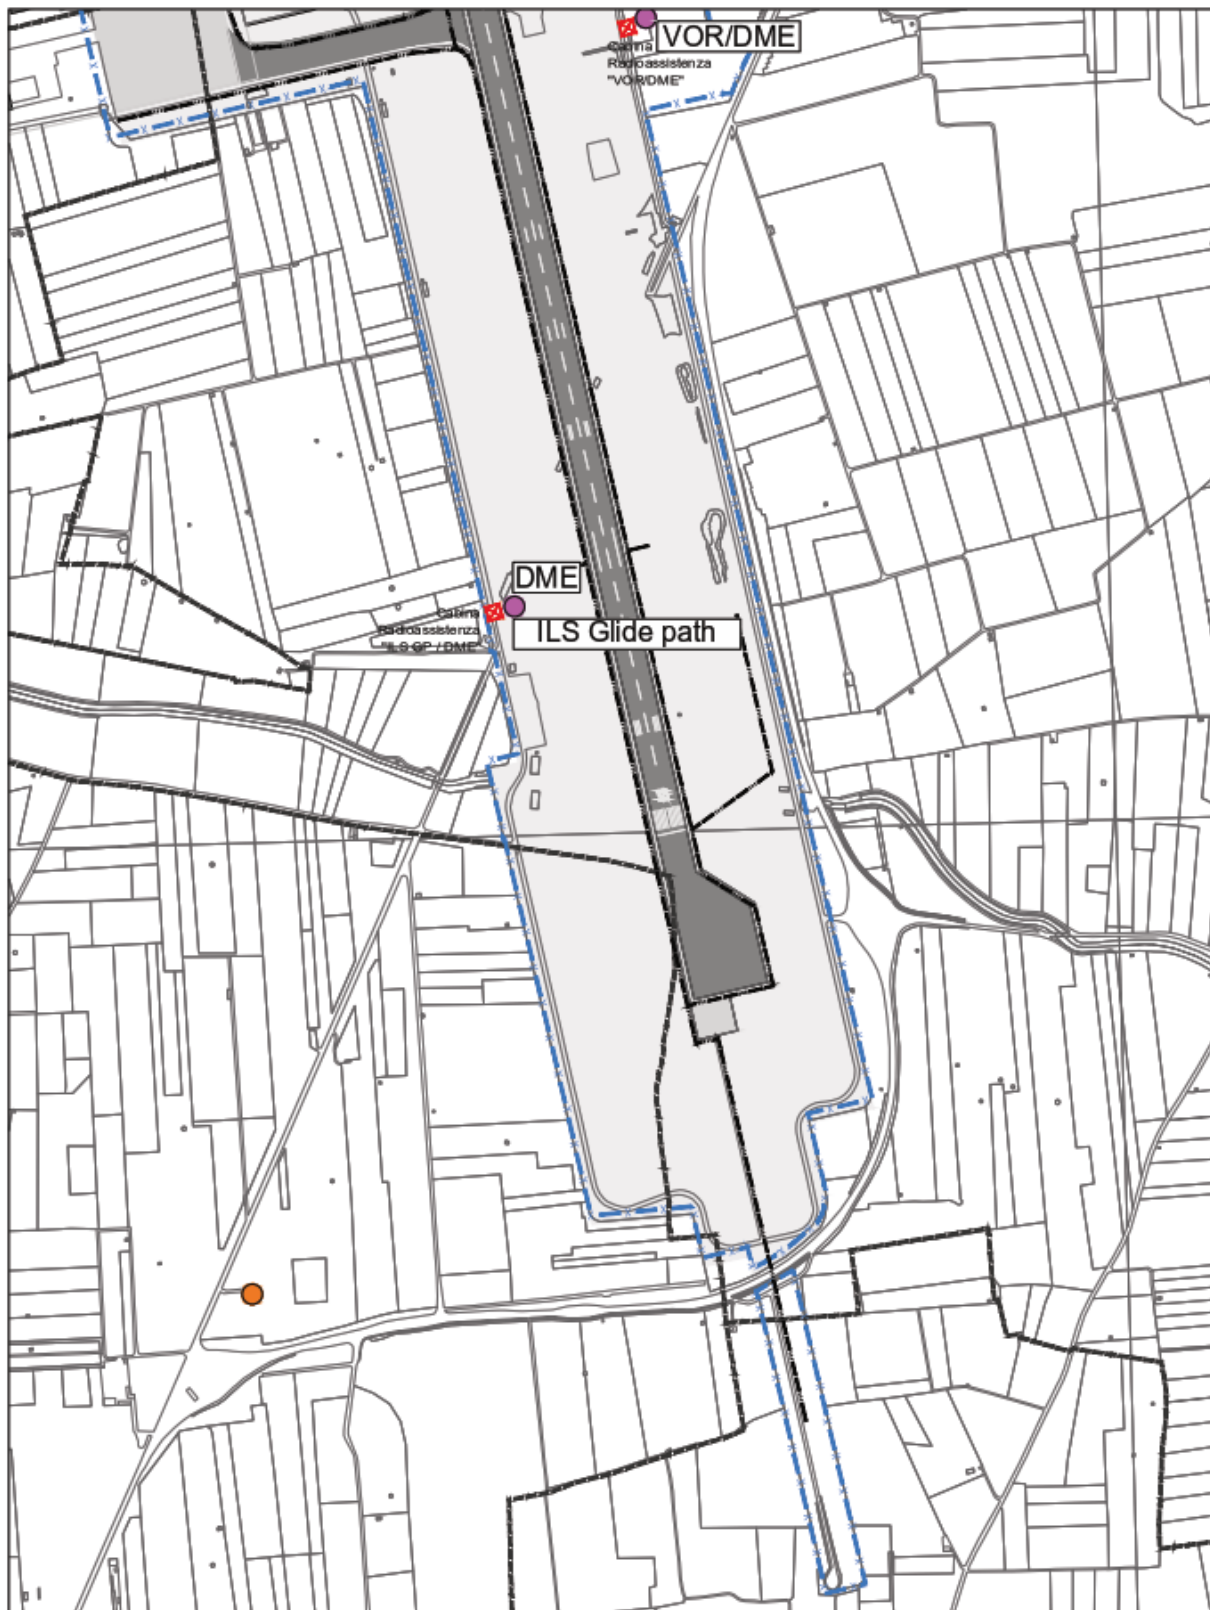 VOR/DME
Cabina
Radioassistenza
"VOR/DME"
DME
Cabina
Radioassistenza
"ILS GP / DME"
ILS Glide path